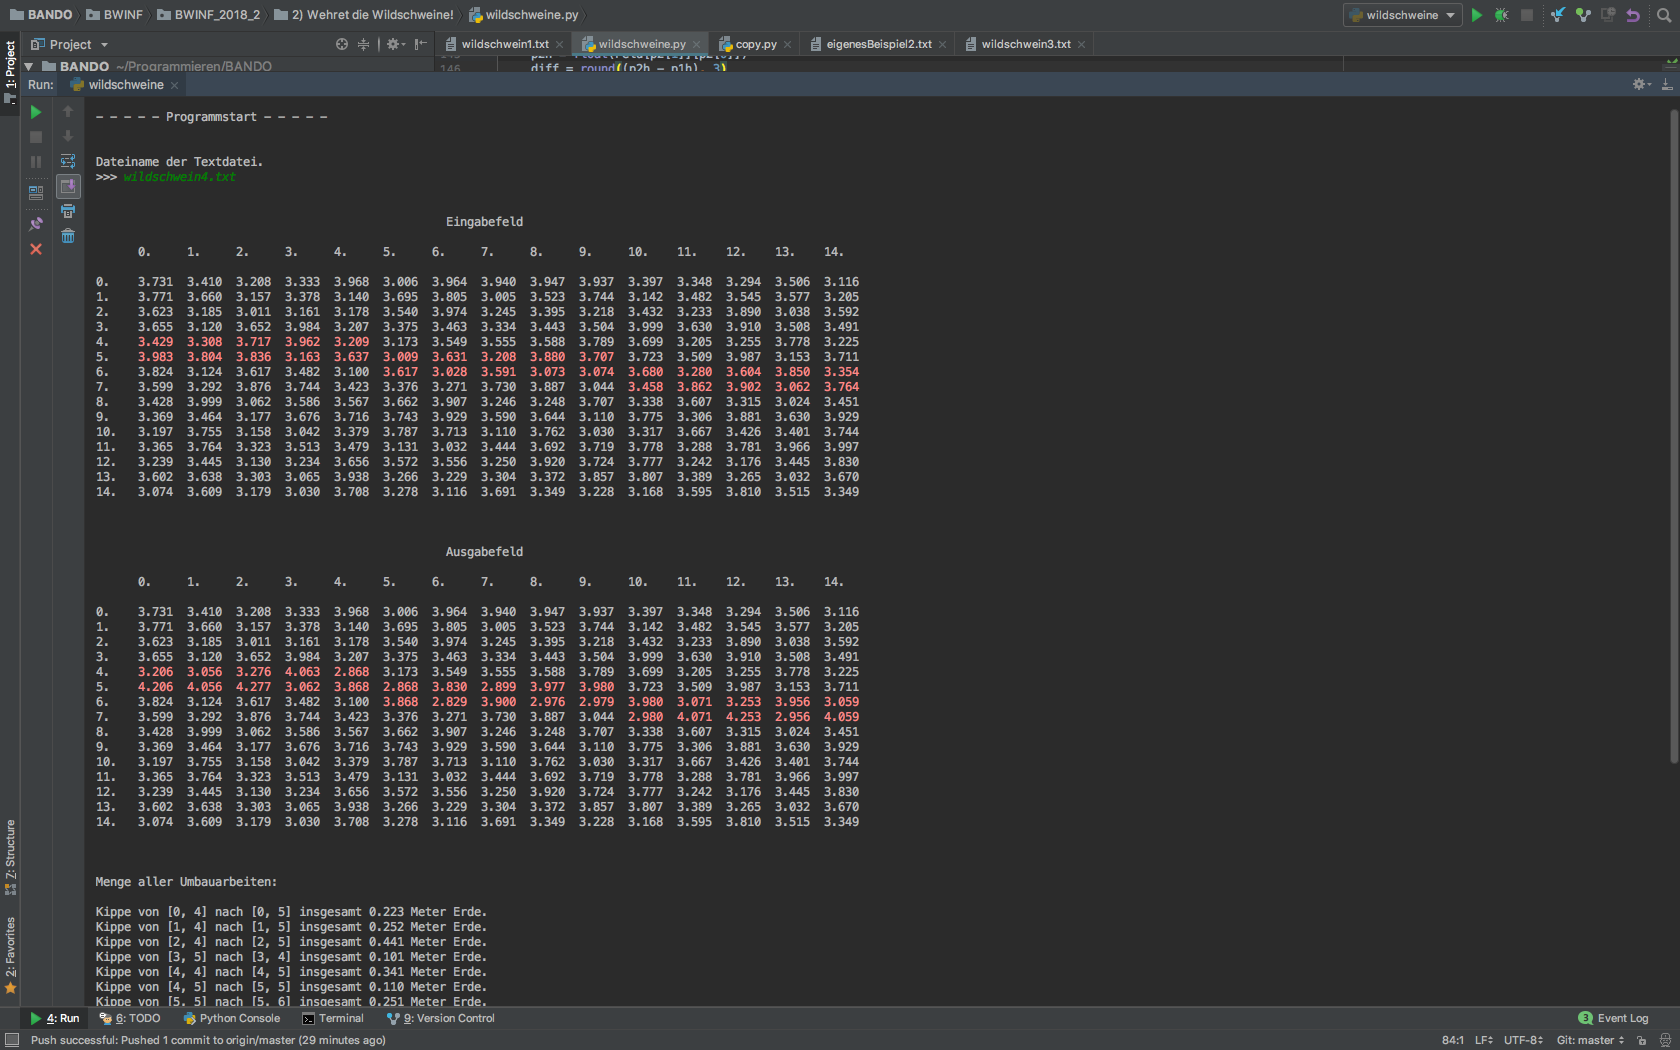 BANDO BWINF BWINF_2018_2 2) Wehret die Wildschweine! wildschweine.py wildschweine
1: Project
Project wildschwein1.txt wildschweine.py copy.py eigenesBeispiel2.txt wildschwein3.txt
BANDO ~/Programmieren/BANDO 146 diff = round((p2h - p1h), 3)
Run: wildschweine
- - - - - Programmstart - - - - -
Dateiname der Textdatei.
>>> wildschwein4.txt
Eingabefeld
0. 1. 2. 3. 4. 5. 6. 7. 8. 9. 10. 11. 12. 13. 14.
0. 3.731 3.410 3.208 3.333 3.968 3.006 3.964 3.940 3.947 3.937 3.397 3.348 3.294 3.506 3.116
1. 3.771 3.660 3.157 3.378 3.140 3.695 3.805 3.005 3.523 3.744 3.142 3.482 3.545 3.577 3.205
2. 3.623 3.185 3.011 3.161 3.178 3.540 3.974 3.245 3.395 3.218 3.432 3.233 3.890 3.038 3.592
3. 3.655 3.120 3.652 3.984 3.207 3.375 3.463 3.334 3.443 3.504 3.999 3.630 3.910 3.508 3.491
4. 3.429 3.308 3.717 3.962 3.209 3.173 3.549 3.555 3.588 3.789 3.699 3.205 3.255 3.778 3.225
5. 3.983 3.804 3.836 3.163 3.637 3.009 3.631 3.208 3.880 3.707 3.723 3.509 3.987 3.153 3.711
6. 3.824 3.124 3.617 3.482 3.100 3.617 3.028 3.591 3.073 3.074 3.680 3.280 3.604 3.850 3.354
7. 3.599 3.292 3.876 3.744 3.423 3.376 3.271 3.730 3.887 3.044 3.458 3.862 3.902 3.062 3.764
8. 3.428 3.999 3.062 3.586 3.567 3.662 3.907 3.246 3.248 3.707 3.338 3.607 3.315 3.024 3.451
9. 3.369 3.464 3.177 3.676 3.716 3.743 3.929 3.590 3.644 3.110 3.775 3.306 3.881 3.630 3.929
10. 3.197 3.755 3.158 3.042 3.379 3.787 3.713 3.110 3.762 3.030 3.317 3.667 3.426 3.401 3.744
11. 3.365 3.764 3.323 3.513 3.479 3.131 3.032 3.444 3.692 3.719 3.778 3.288 3.781 3.966 3.997
12. 3.239 3.445 3.130 3.234 3.656 3.572 3.556 3.250 3.920 3.724 3.777 3.242 3.176 3.445 3.830
13. 3.602 3.638 3.303 3.065 3.938 3.266 3.229 3.304 3.372 3.857 3.807 3.389 3.265 3.032 3.670
14. 3.074 3.609 3.179 3.030 3.708 3.278 3.116 3.691 3.349 3.228 3.168 3.595 3.810 3.515 3.349
Ausgabefeld
0. 1. 2. 3. 4. 5. 6. 7. 8. 9. 10. 11. 12. 13. 14.
0. 3.731 3.410 3.208 3.333 3.968 3.006 3.964 3.940 3.947 3.937 3.397 3.348 3.294 3.506 3.116
1. 3.771 3.660 3.157 3.378 3.140 3.695 3.805 3.005 3.523 3.744 3.142 3.482 3.545 3.577 3.205
2. 3.623 3.185 3.011 3.161 3.178 3.540 3.974 3.245 3.395 3.218 3.432 3.233 3.890 3.038 3.592
3. 3.655 3.120 3.652 3.984 3.207 3.375 3.463 3.334 3.443 3.504 3.999 3.630 3.910 3.508 3.491
4. 3.206 3.056 3.276 4.063 2.868 3.173 3.549 3.555 3.588 3.789 3.699 3.205 3.255 3.778 3.225
5. 4.206 4.056 4.277 3.062 3.868 2.868 3.830 2.899 3.977 3.980 3.723 3.509 3.987 3.153 3.711
6. 3.824 3.124 3.617 3.482 3.100 3.868 2.829 3.900 2.976 2.979 3.980 3.071 3.253 3.956 3.059
7. 3.599 3.292 3.876 3.744 3.423 3.376 3.271 3.730 3.887 3.044 2.980 4.071 4.253 2.956 4.059
8. 3.428 3.999 3.062 3.586 3.567 3.662 3.907 3.246 3.248 3.707 3.338 3.607 3.315 3.024 3.451
9. 3.369 3.464 3.177 3.676 3.716 3.743 3.929 3.590 3.644 3.110 3.775 3.306 3.881 3.630 3.929
10. 3.197 3.755 3.158 3.042 3.379 3.787 3.713 3.110 3.762 3.030 3.317 3.667 3.426 3.401 3.744
11. 3.365 3.764 3.323 3.513 3.479 3.131 3.032 3.444 3.692 3.719 3.778 3.288 3.781 3.966 3.997
12. 3.239 3.445 3.130 3.234 3.656 3.572 3.556 3.250 3.920 3.724 3.777 3.242 3.176 3.445 3.830
13. 3.602 3.638 3.303 3.065 3.938 3.266 3.229 3.304 3.372 3.857 3.807 3.389 3.265 3.032 3.670
14. 3.074 3.609 3.179 3.030 3.708 3.278 3.116 3.691 3.349 3.228 3.168 3.595 3.810 3.515 3.349
Menge aller Umbauarbeiten:
Kippe von [0, 4] nach [0, 5] insgesamt 0.223 Meter Erde.
Kippe von [1, 4] nach [1, 5] insgesamt 0.252 Meter Erde.
Kippe von [2, 4] nach [2, 5] insgesamt 0.441 Meter Erde.
Kippe von [3, 5] nach [3, 4] insgesamt 0.101 Meter Erde.
Kippe von [4, 4] nach [4, 5] insgesamt 0.341 Meter Erde.
Kippe von [4, 5] nach [5, 5] insgesamt 0.110 Meter Erde.
Kippe von [5, 5] nach [5, 6] insgesamt 0.251 Meter Erde.
7: Structure
2: Favorites
4: Run 6: TODO Python Console Terminal 9: Version Control 3 Event Log
Push successful: Pushed 1 commit to origin/master (29 minutes ago) 84:1 LF UTF-8 Git: master